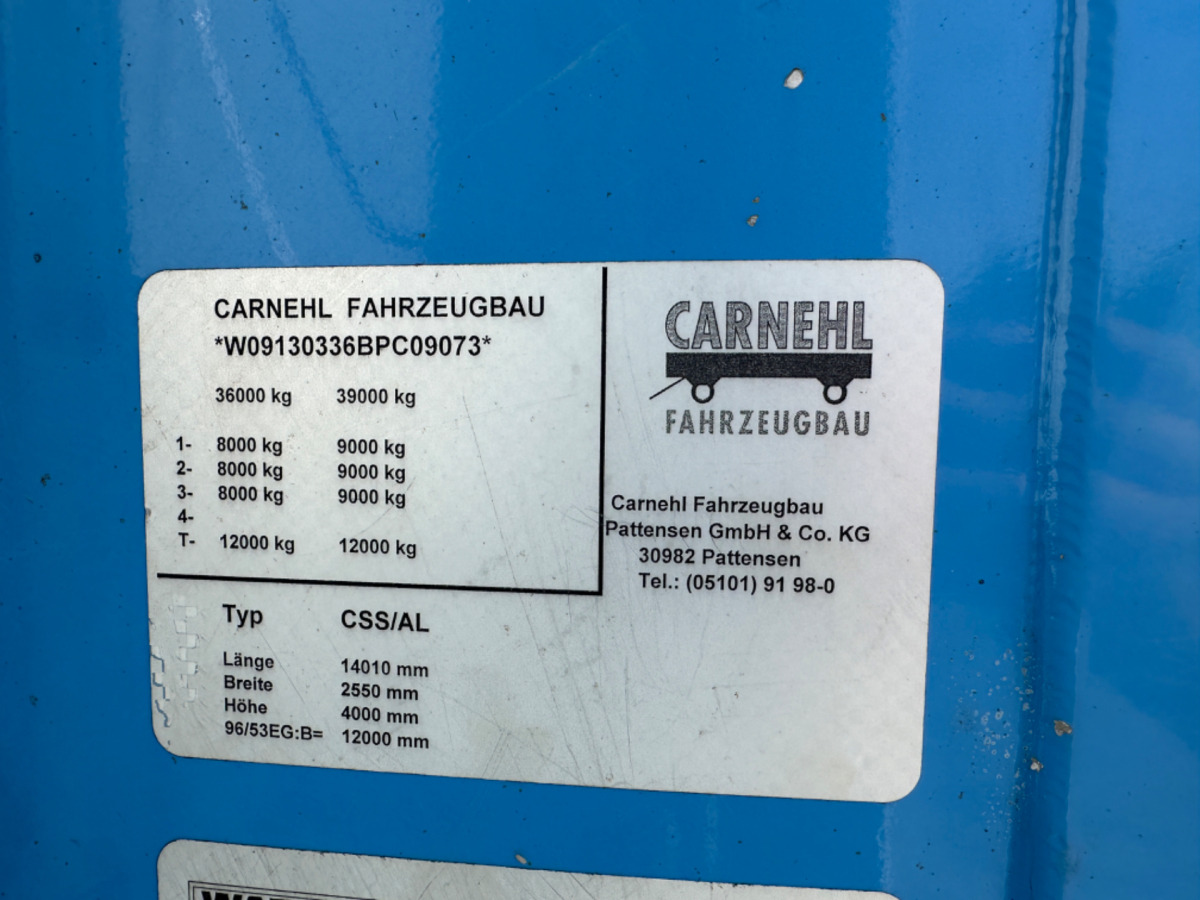 CARNEHL FAHRZEUGBAU
*W09130336BPC09073*
36000 kg 39000 kg
1- 8000 kg 9000 kg
2- 8000 kg 9000 kg
3- 8000 kg 9000 kg
4-
T- 12000 kg 12000 kg
Typ CSS/AL
Länge 14010 mm
Breite 2550 mm
Höhe 4000 mm
96/53EG:B= 12000 mm
CARNEHL
FAHRZEUGBAU
Carnehl Fahrzeugbau
Pattensen GmbH & Co. KG
30982 Pattensen
Tel.: (05101) 91 98-0